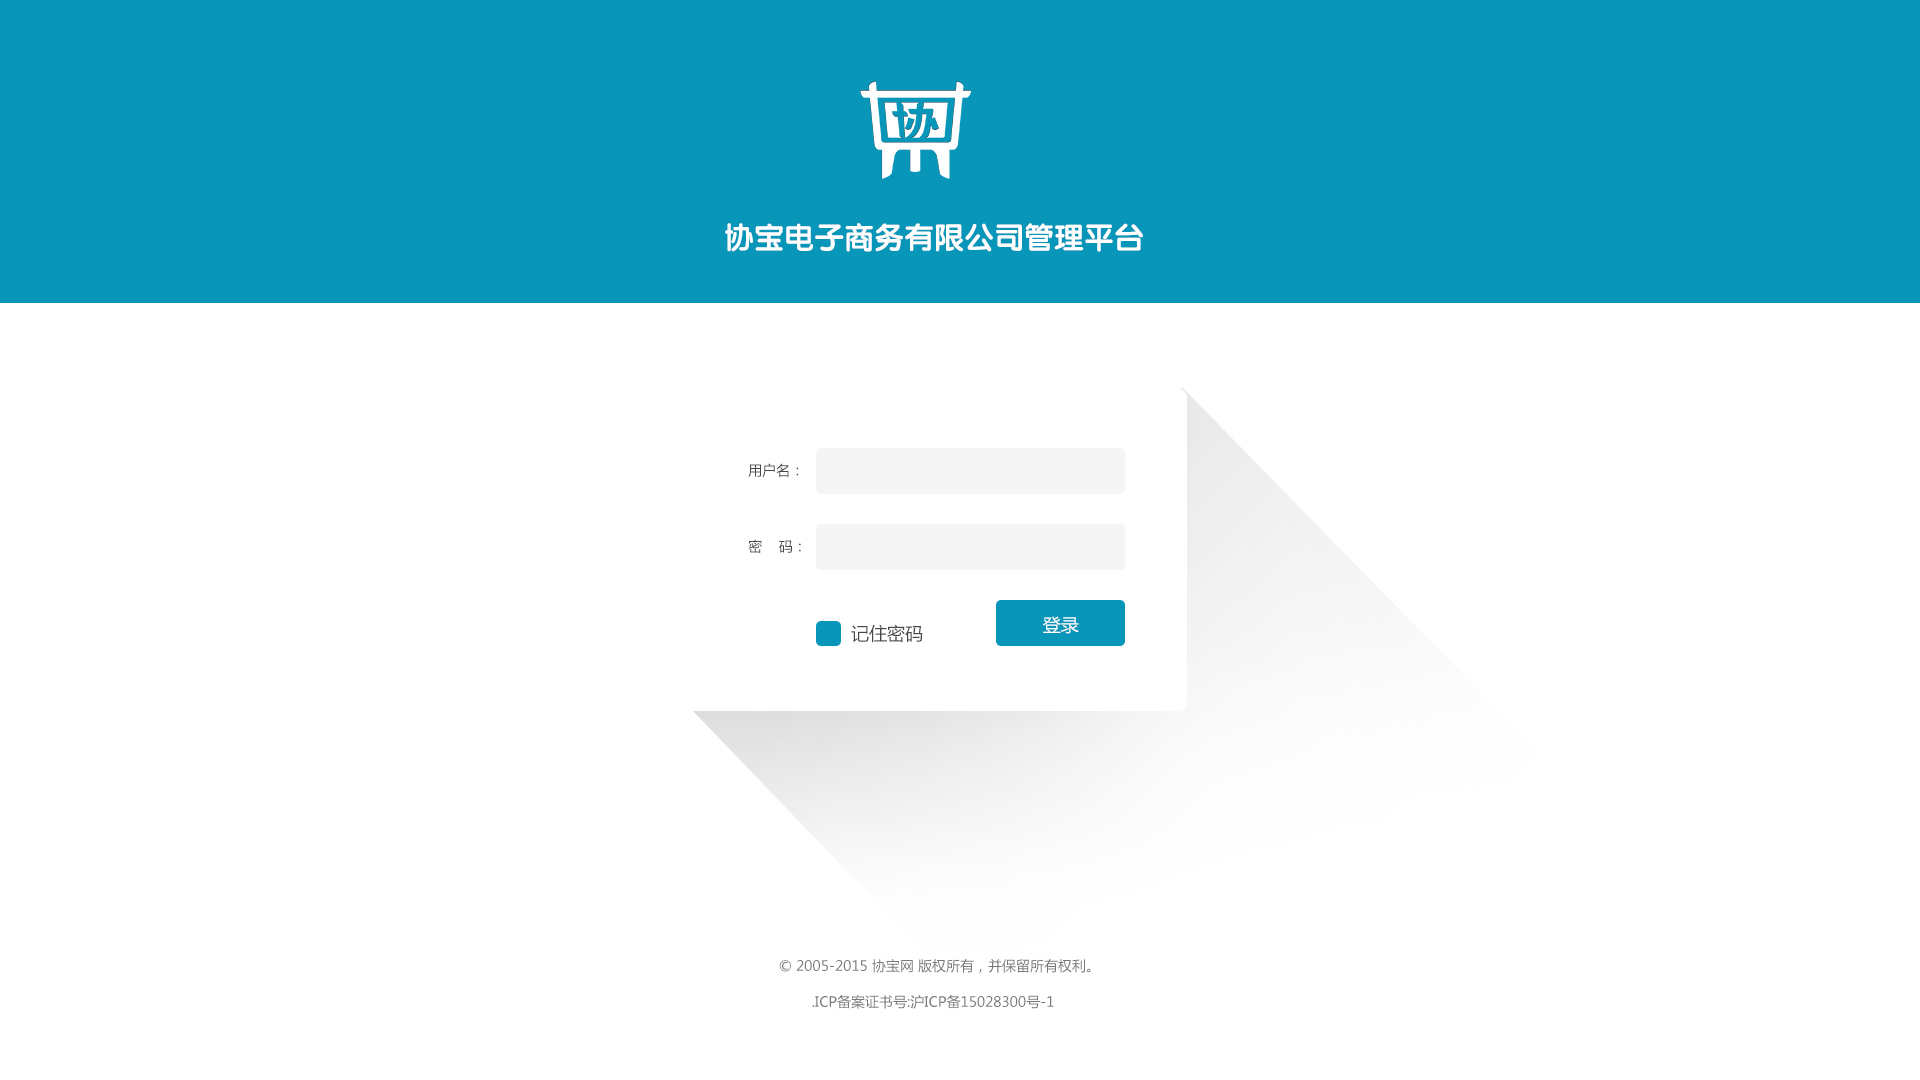 协
协宝电子商务有限公司管理平台
用户名：
密 码：
记住密码
登录
© 2005-2015 协宝网 版权所有，并保留所有权利。
.ICP备案证书号:沪ICP备15028300号-1